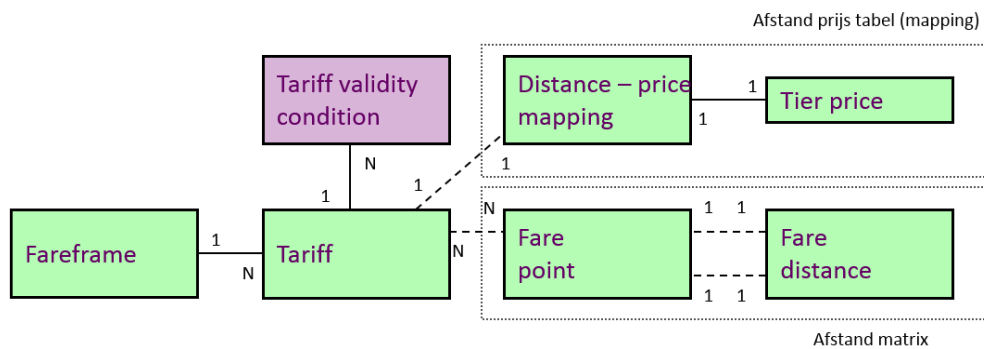 Afstand prijs tabel (mapping)
Tariff validity
condition
Distance – price
mapping
Tier price
1
1
N
1
1
1
Fareframe
1
N
Tariff
N
N
Fare
point
1 1
1 1
Fare
distance
Afstand matrix